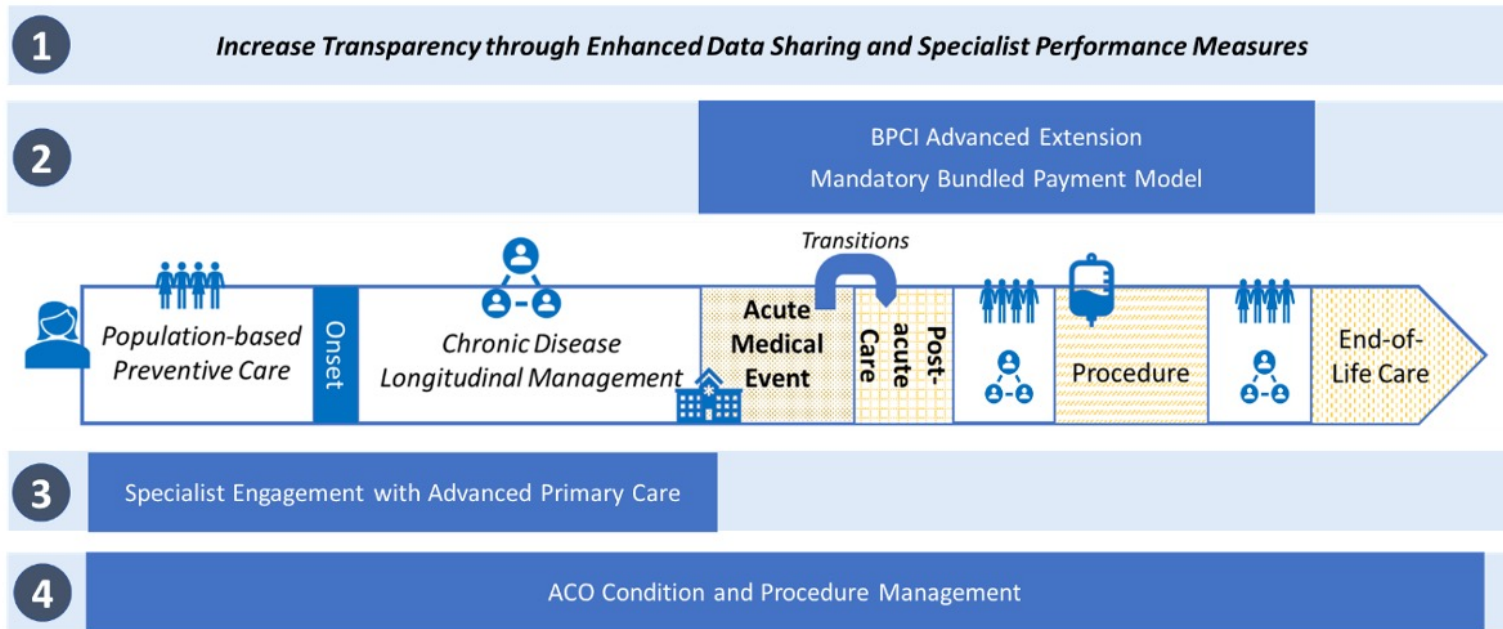 1
Increase Transparency through Enhanced Data Sharing and Specialist Performance Measures
2
BPCI Advanced Extension
Mandatory Bundled Payment Model
Transitions
Population-based
Preventive Care
Onset
Chronic Disease
Longitudinal Management
Acute
Medical
Event
Post-
acute
Care
Procedure
End-of-
Life Care
3
Specialist Engagement with Advanced Primary Care
4
ACO Condition and Procedure Management